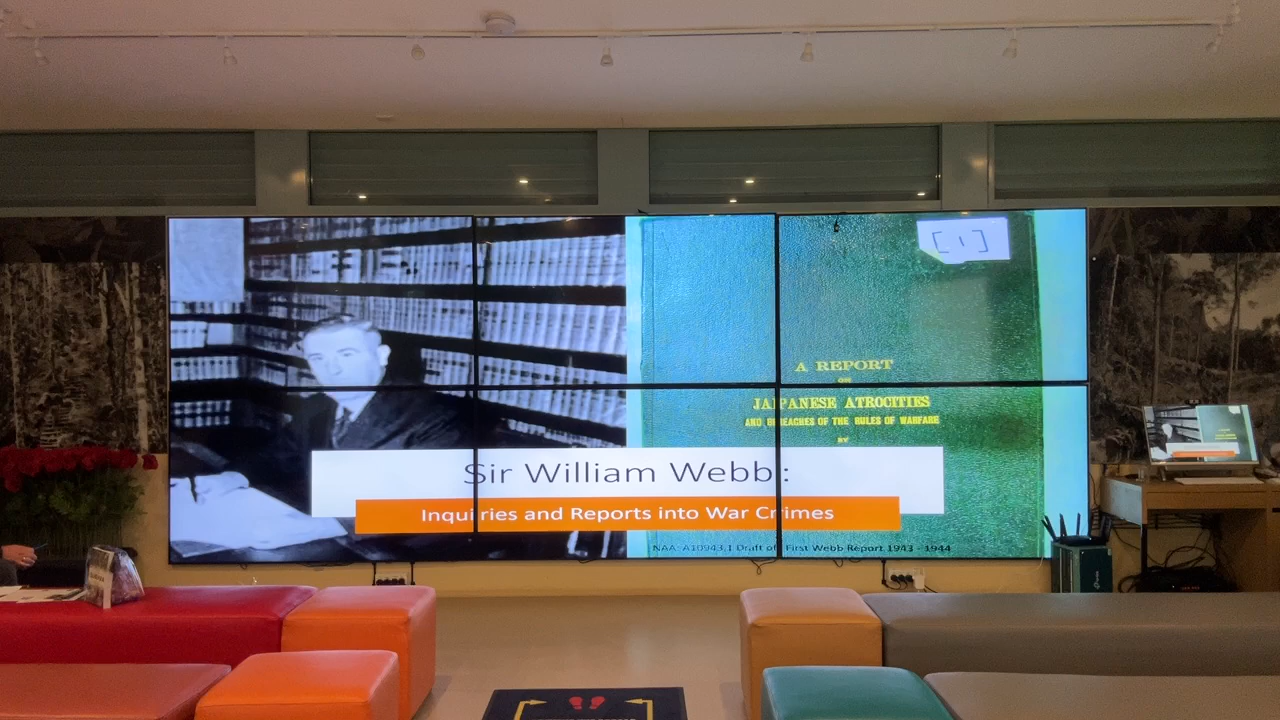 [1]
A REPORT
ON
JAPANESE ATROCITIES
AND BREACHES OF THE RULES OF WARFARE
BY
Sir William Webb :
Inquiries and Reports into War Crimes
NAA: A10943,1 Draft of First Webb Report 1943 - 1944